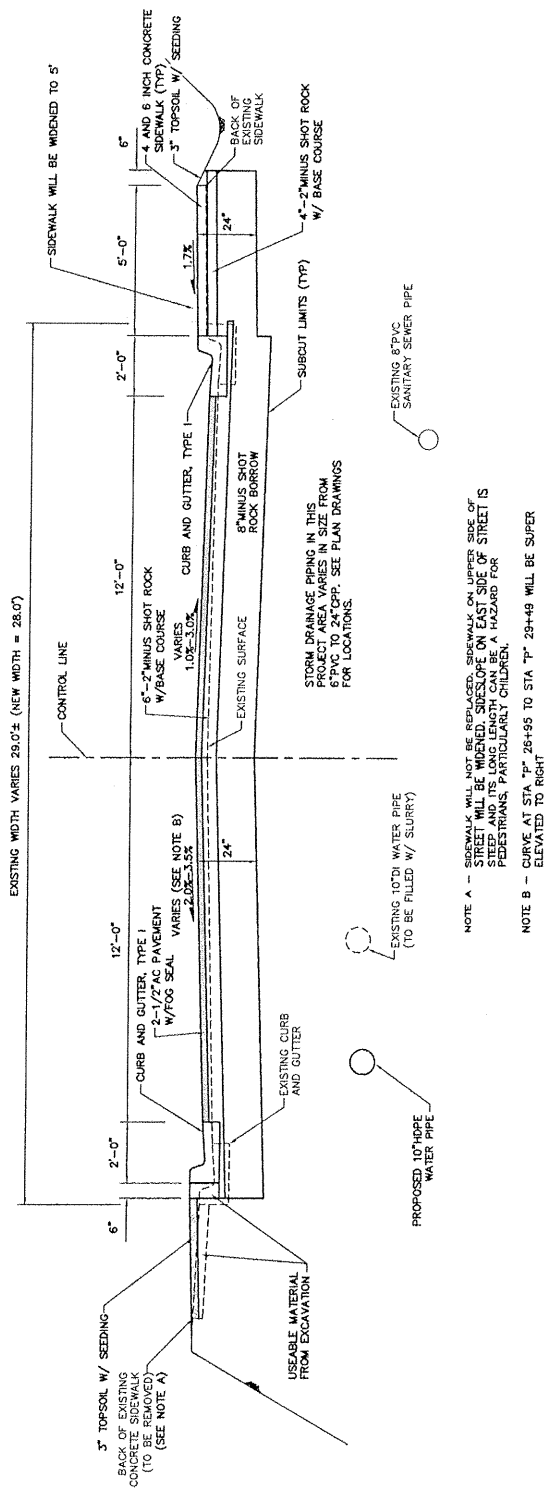 EXISTING WIDTH VARIES 29.0'± (NEW WIDTH = 28.0')
6"
2'-0"
12'-0"
12'-0"
2'-0"
5'-0"
6"
CONTROL LINE
SIDEWALK WILL BE WIDENED TO 5'
3" TOPSOIL W/ SEEDING
BACK OF EXISTING
CONCRETE SIDEWALK
(TO BE REMOVED)
(SEE NOTE A)
CURB AND GUTTER, TYPE I
2-1/2"AC PAVEMENT
W/FOG SEAL
VARIES (SEE NOTE B)
2.0%-3.5%
6"-2"MINUS SHOT ROCK
W/BASE COURSE
VARIES
1.0%-3.0%
CURB AND GUTTER, TYPE I
1.7%
4 AND 6 INCH CONCRETE
SIDEWALK (TYP)
3" TOPSOIL W/ SEEDING
BACK OF
EXISTING
SIDEWALK
24"
24"
EXISTING SURFACE
8"MINUS SHOT
ROCK BORROW
4"-2"MINUS SHOT ROCK
W/ BASE COURSE
SUBCUT LIMITS (TYP)
USEABLE MATERIAL
FROM EXCAVATION
EXISTING CURB
AND GUTTER
STORM DRAINAGE PIPING IN THIS
PROJECT AREA VARIES IN SIZE FROM
6"PVC TO 24"CPP. SEE PLAN DRAWINGS
FOR LOCATIONS.
PROPOSED 10"HDPE
WATER PIPE
EXISTING 10"DI WATER PIPE
(TO BE FILLED W/ SLURRY)
EXISTING 8"PVC
SANITARY SEWER PIPE
NOTE A – SIDEWALK WILL NOT BE REPLACED. SIDEWALK ON UPPER SIDE OF
STREET WILL BE WIDENED. SIDESLOPE ON EAST SIDE OF STREET IS
STEEP AND ITS LONG LENGTH CAN BE A HAZARD FOR
PEDESTRIANS, PARTICULARLY CHILDREN.
NOTE B – CURVE AT STA "P" 26+95 TO STA "P" 29+49 WILL BE SUPER
ELEVATED TO RIGHT